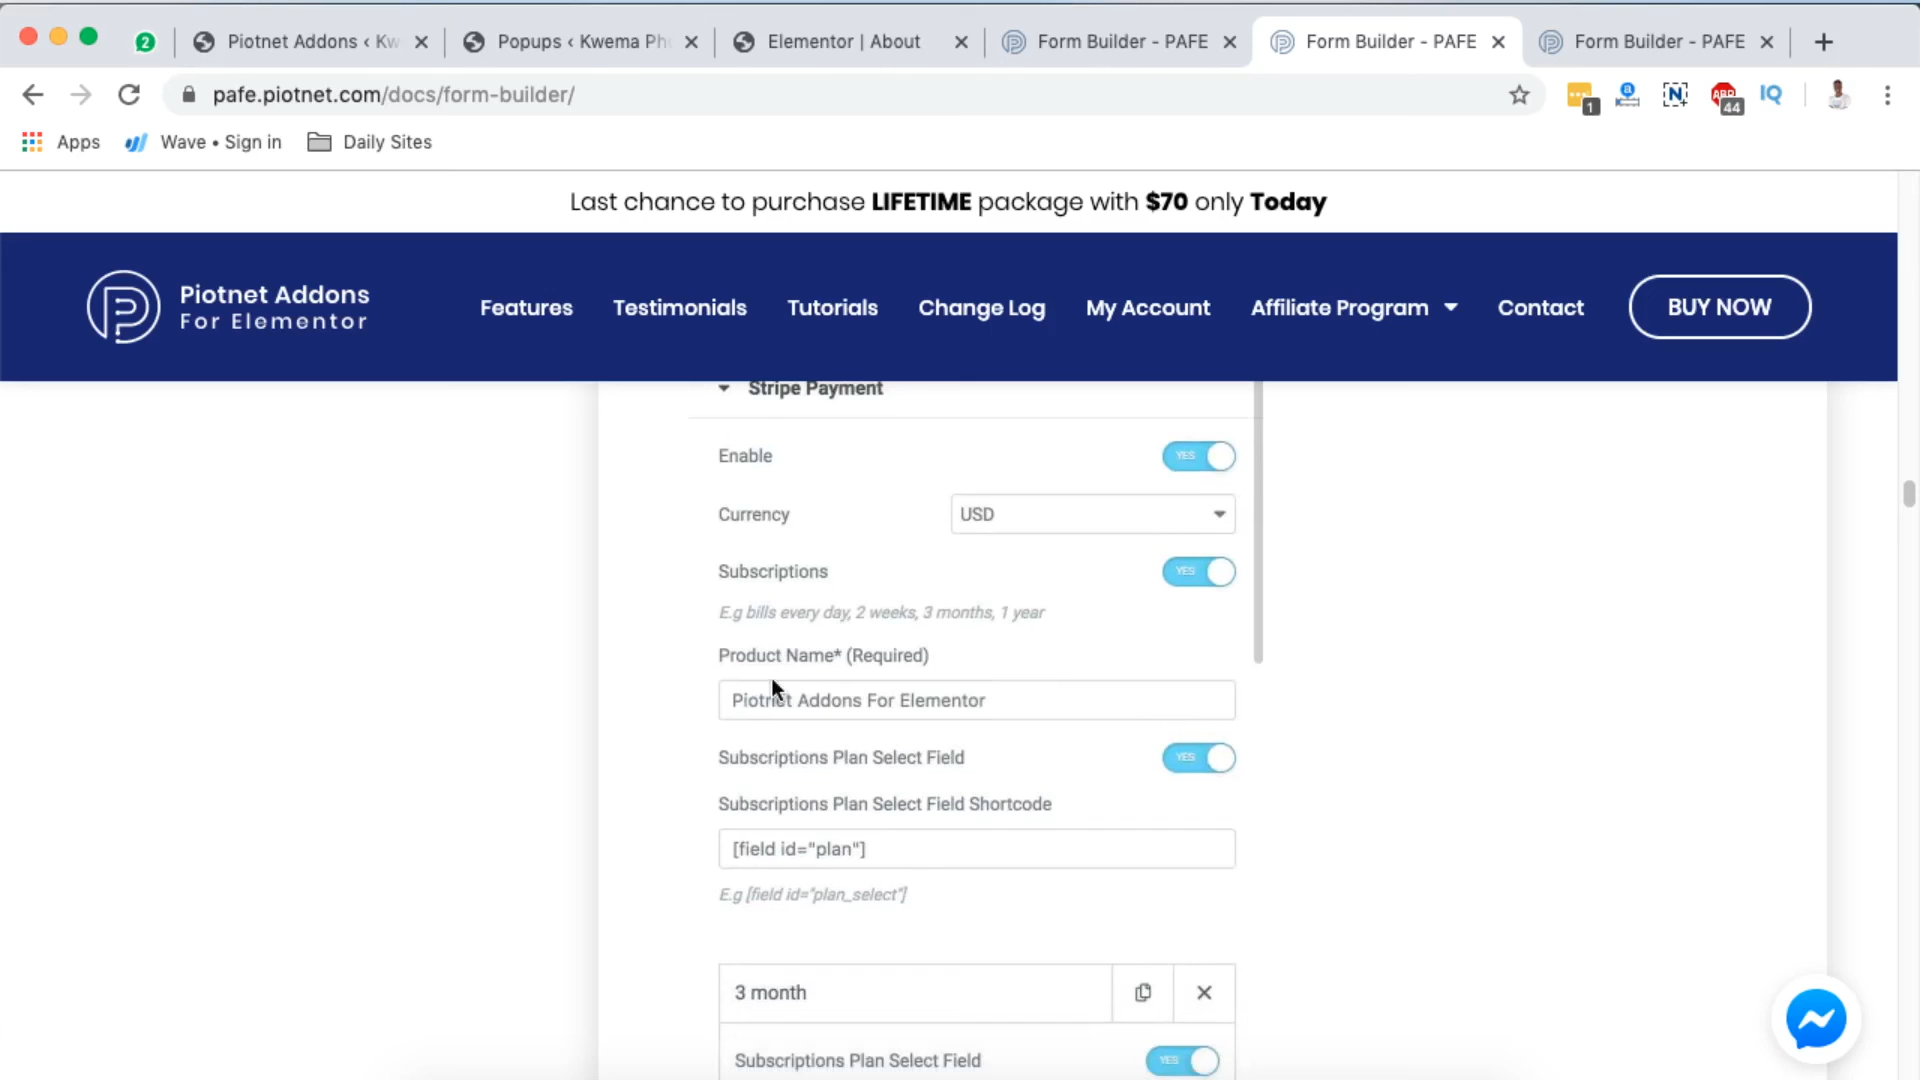 2
Piotnet Addons ‹ Kw
Popups ‹ Kwema Ph
Elementor | About
Form Builder - PAFE
Form Builder - PAFE
Form Builder - PAFE
pafe.piotnet.com/docs/form-builder/
1
a
N
ABP
44
IQ
Apps
Wave • Sign in
Daily Sites
Last chance to purchase LIFETIME package with $70 only Today
Piotnet Addons
For Elementor
Features
Testimonials
Tutorials
Change Log
My Account
Affiliate Program
Contact
BUY NOW
Stripe Payment
Enable
YES
Currency
USD
Subscriptions
YES
E.g bills every day, 2 weeks, 3 months, 1 year
Product Name* (Required)
Piotnet Addons For Elementor
Subscriptions Plan Select Field
YES
Subscriptions Plan Select Field Shortcode
[field id="plan"]
E.g [field id="plan_select"]
3 month
Subscriptions Plan Select Field
YES